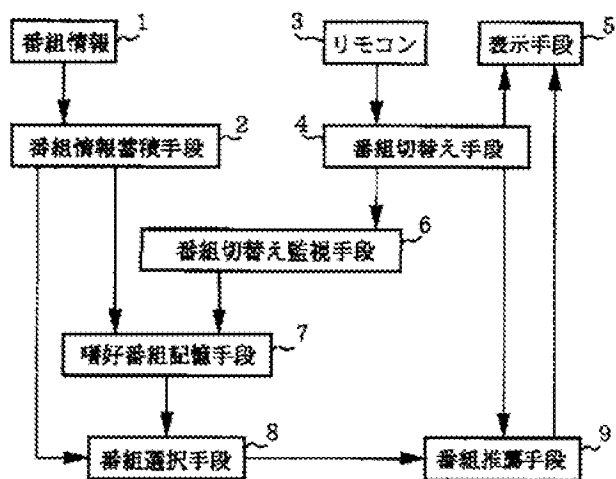 1
番組情報
3
リモコン
5
表示手段
2
番組情報蓄積手段
4
番組切替え手段
6
番組切替え監視手段
7
嗜好番組記憶手段
8
番組選択手段
9
番組推薦手段